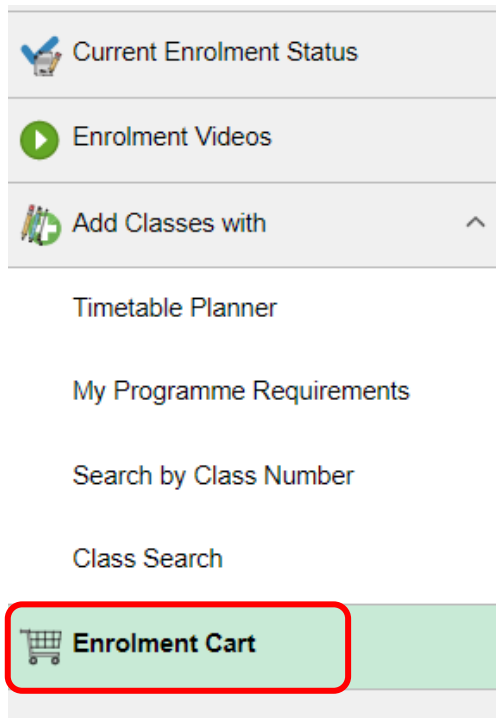 Current Enrolment Status
Enrolment Videos
Add Classes with
Timetable Planner
My Programme Requirements
Search by Class Number
Class Search
Enrolment Cart